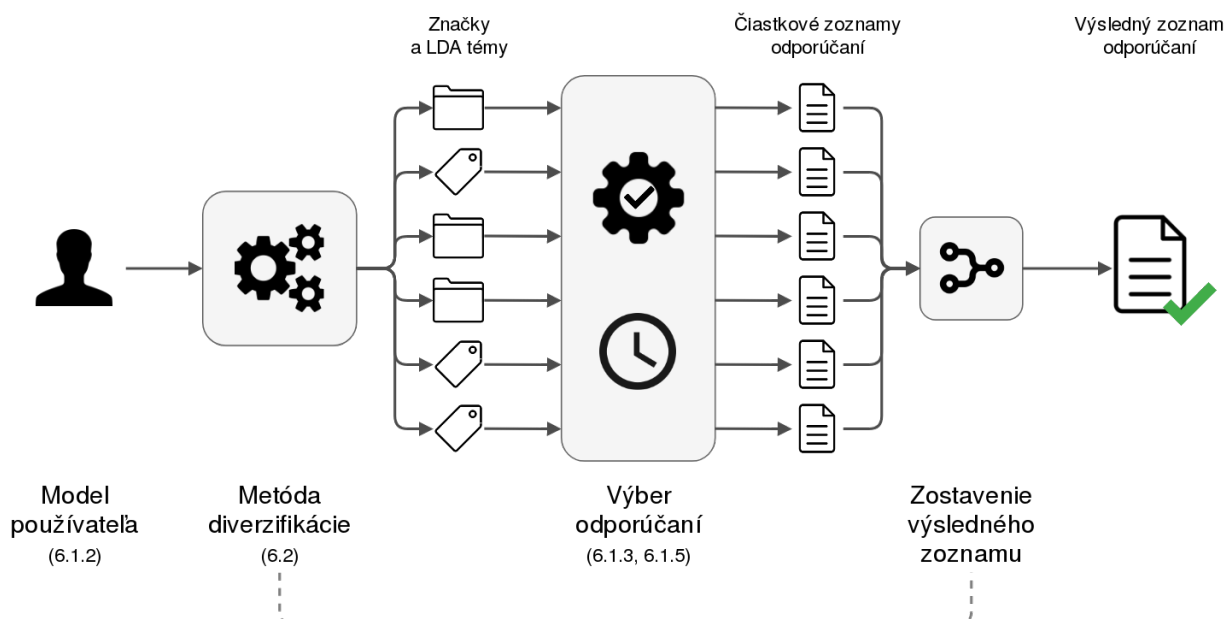 Značky
a LDA témy
Čiastkové zoznamy
odporúčaní
Výsledný zoznam
odporúčaní
Model
používateľa
(6.1.2)
Metóda
diverzifikácie
(6.2)
Výber
odporúčaní
(6.1.3, 6.1.5)
Zostavenie
výsledného
zoznamu